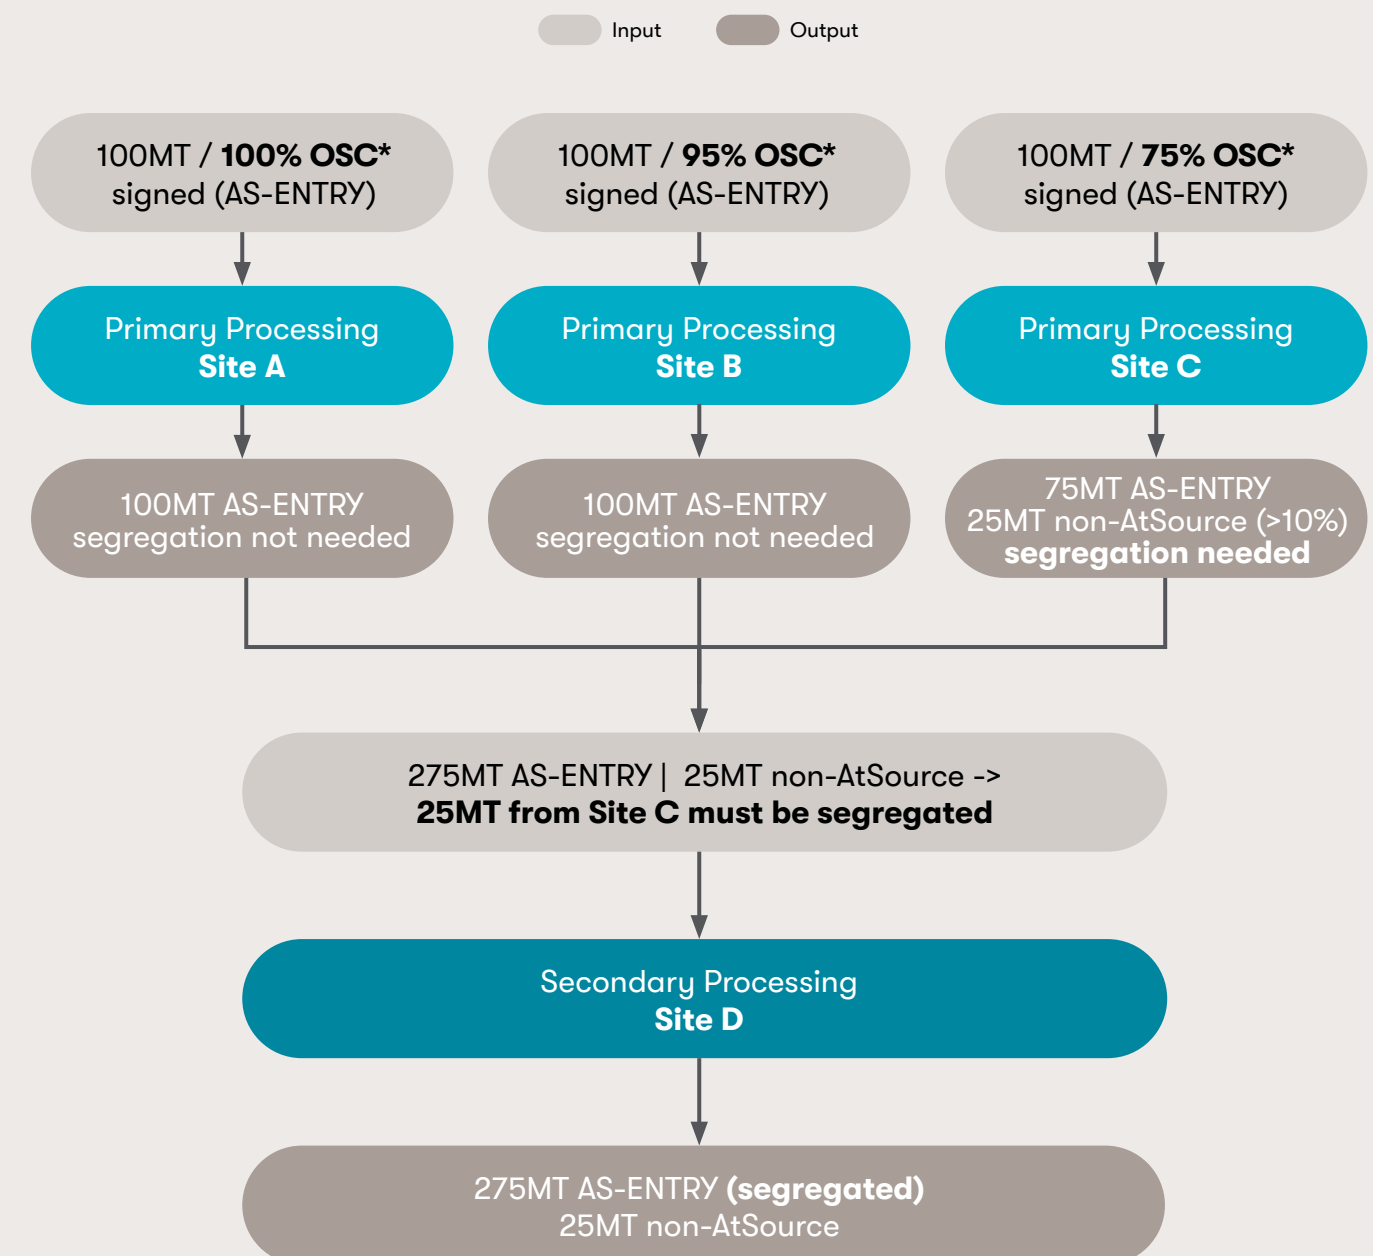 Input
Output
100MT / 100% OSC*
signed (AS-ENTRY)
100MT / 95% OSC*
signed (AS-ENTRY)
100MT / 75% OSC*
signed (AS-ENTRY)
Primary Processing
Site A
Primary Processing
Site B
Primary Processing
Site C
100MT AS-ENTRY
segregation not needed
100MT AS-ENTRY
segregation not needed
75MT AS-ENTRY
25MT non-AtSource (>10%)
segregation needed
275MT AS-ENTRY | 25MT non-AtSource ->
25MT from Site C must be segregated
Secondary Processing
Site D
275MT AS-ENTRY (segregated)
25MT non-AtSource